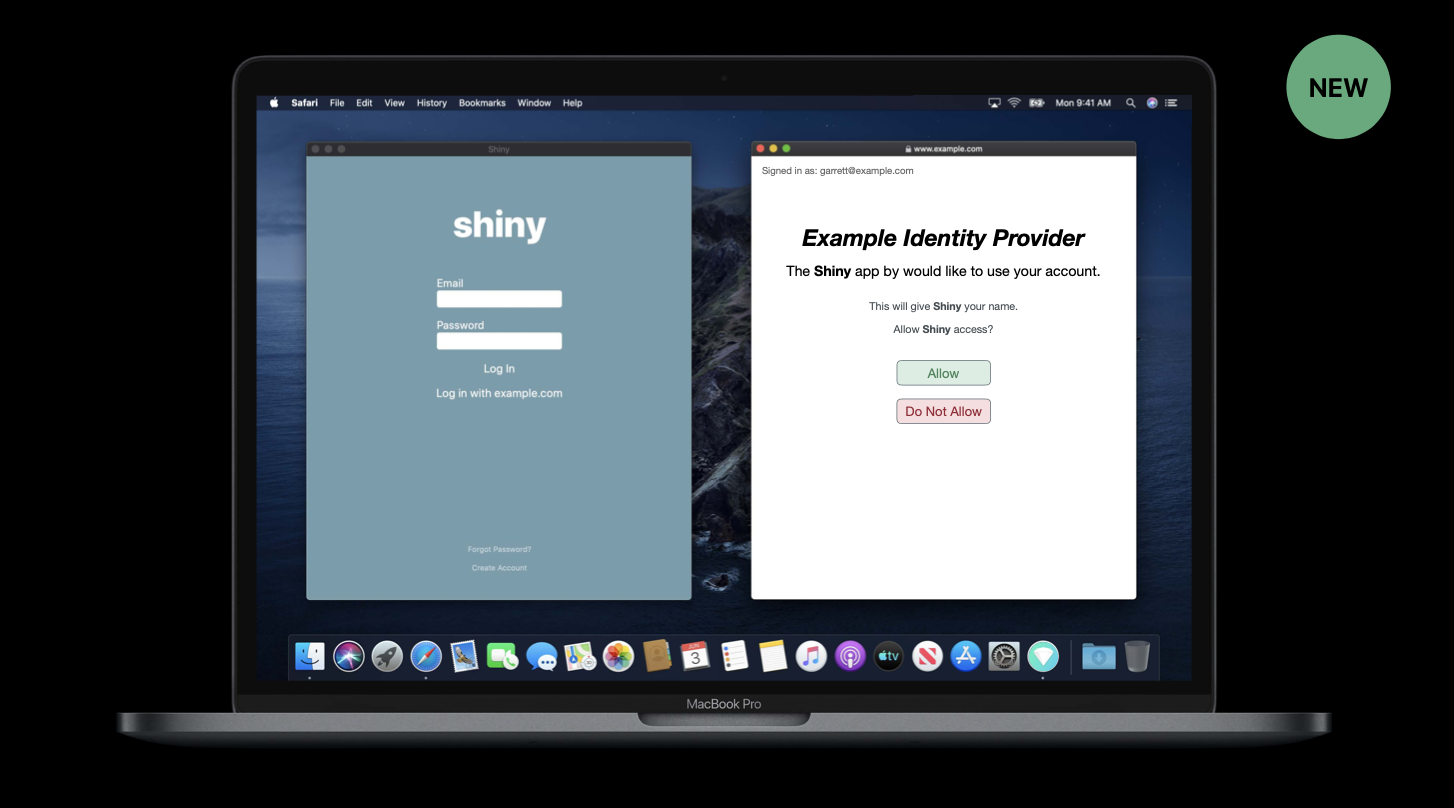 NEW
Safari File Edit View History Bookmarks Window Help
Mon 9:41 AM
Shiny
shiny
Email
Password
Log In
Log in with example.com
Forgot Password?
Create Account
www.example.com
Signed in as: garrett@example.com
Example Identity Provider
The Shiny app by would like to use your account.
This will give Shiny your name.
Allow Shiny access?
Allow
Do Not Allow
JUN
3
tv
MacBook Pro